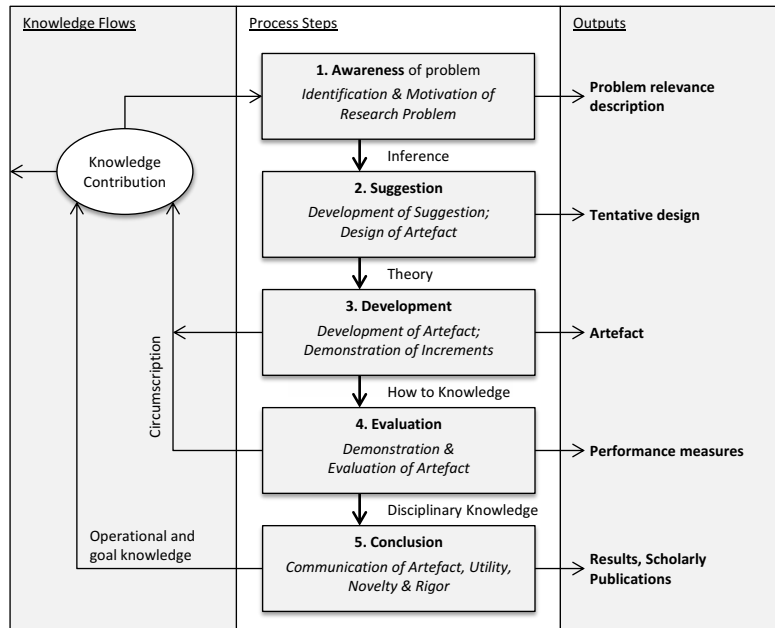 Knowledge Flows
Process Steps
Outputs
1. Awareness of problem
Identification & Motivation of
Research Problem
Problem relevance
description
Knowledge
Contribution
Inference
2. Suggestion
Development of Suggestion;
Design of Artefact
Tentative design
Theory
3. Development
Development of Artefact;
Demonstration of Increments
Artefact
Circumscription
How to Knowledge
4. Evaluation
Demonstration &
Evaluation of Artefact
Performance measures
Disciplinary Knowledge
Operational and
goal knowledge
5. Conclusion
Communication of Artefact, Utility,
Novelty & Rigor
Results, Scholarly
Publications